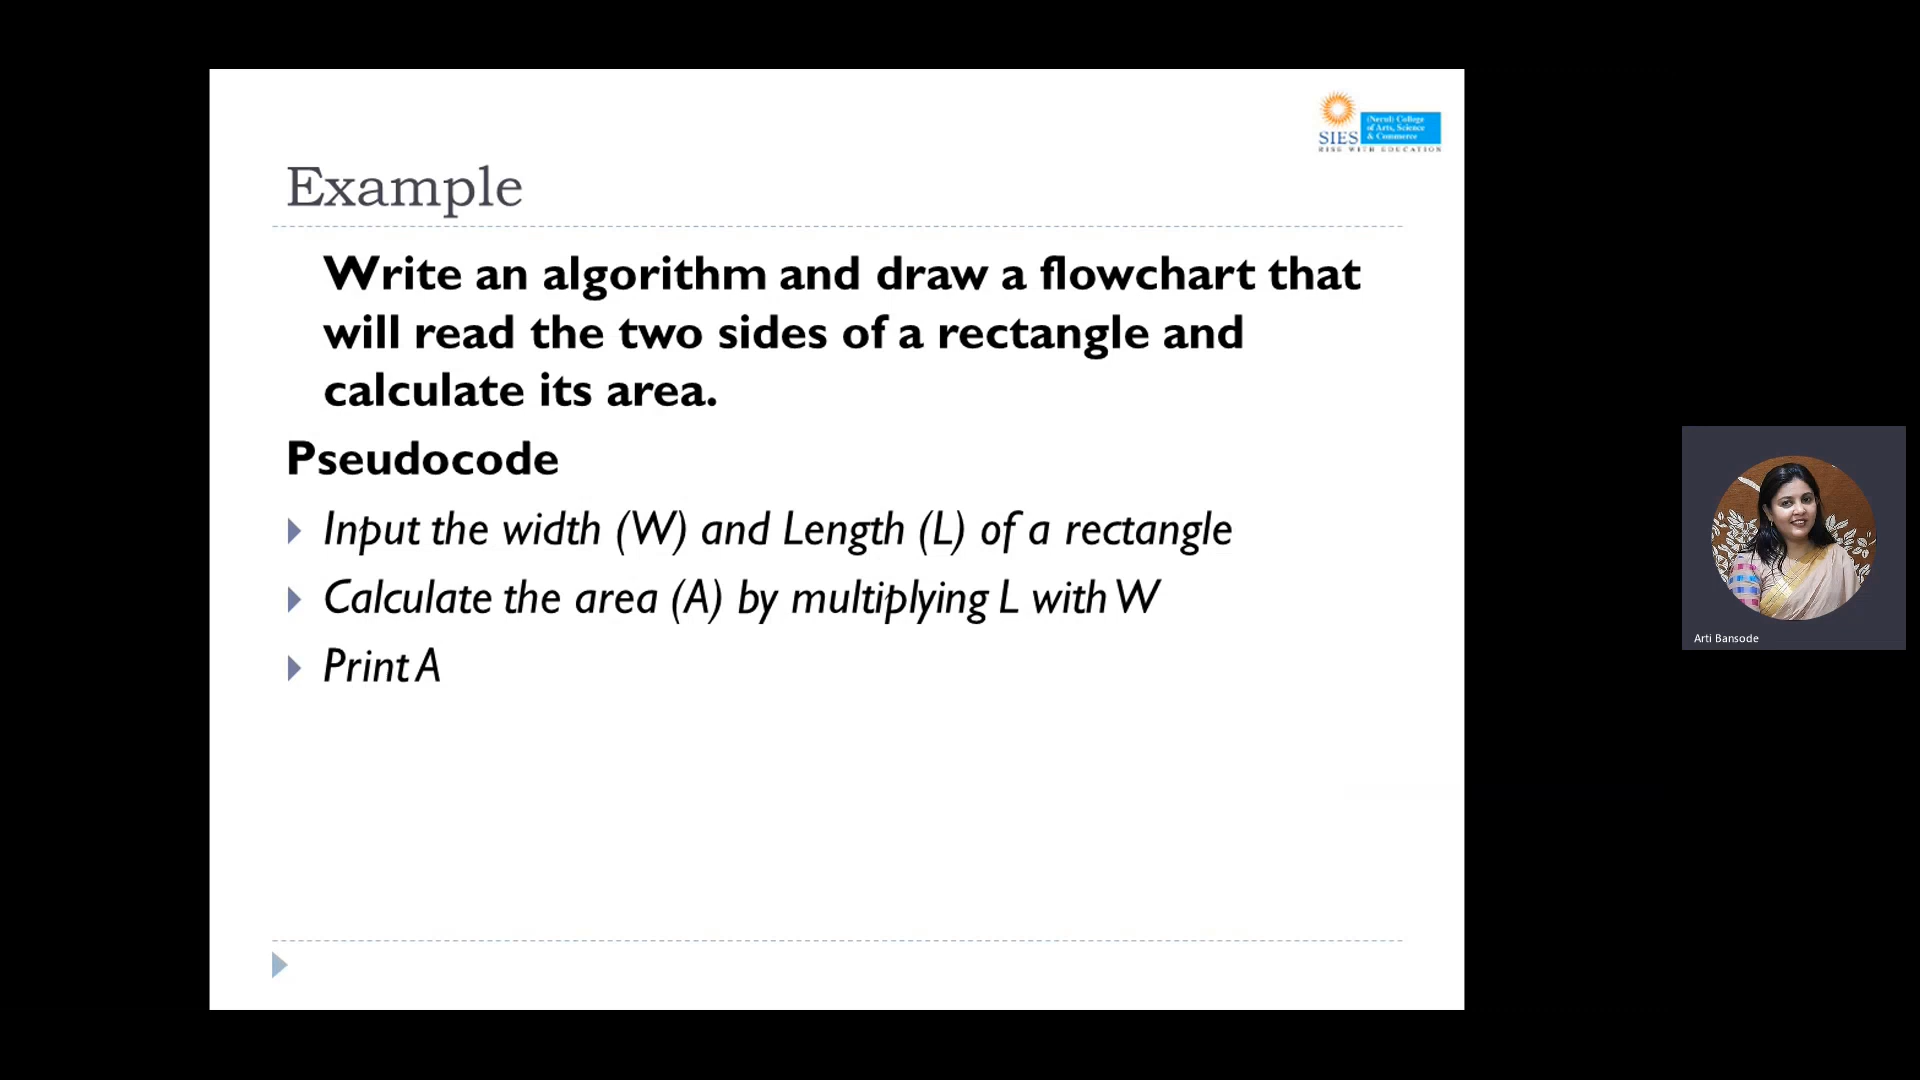 SIES
(Nerul) College
of Arts, Science
& Commerce
RISE WITH EDUCATION
Example
Write an algorithm and draw a flowchart that
will read the two sides of a rectangle and
calculate its area.
Pseudocode
Input the width (W) and Length (L) of a rectangle
Calculate the area (A) by multiplying L with W
Print A
Arti Bansode